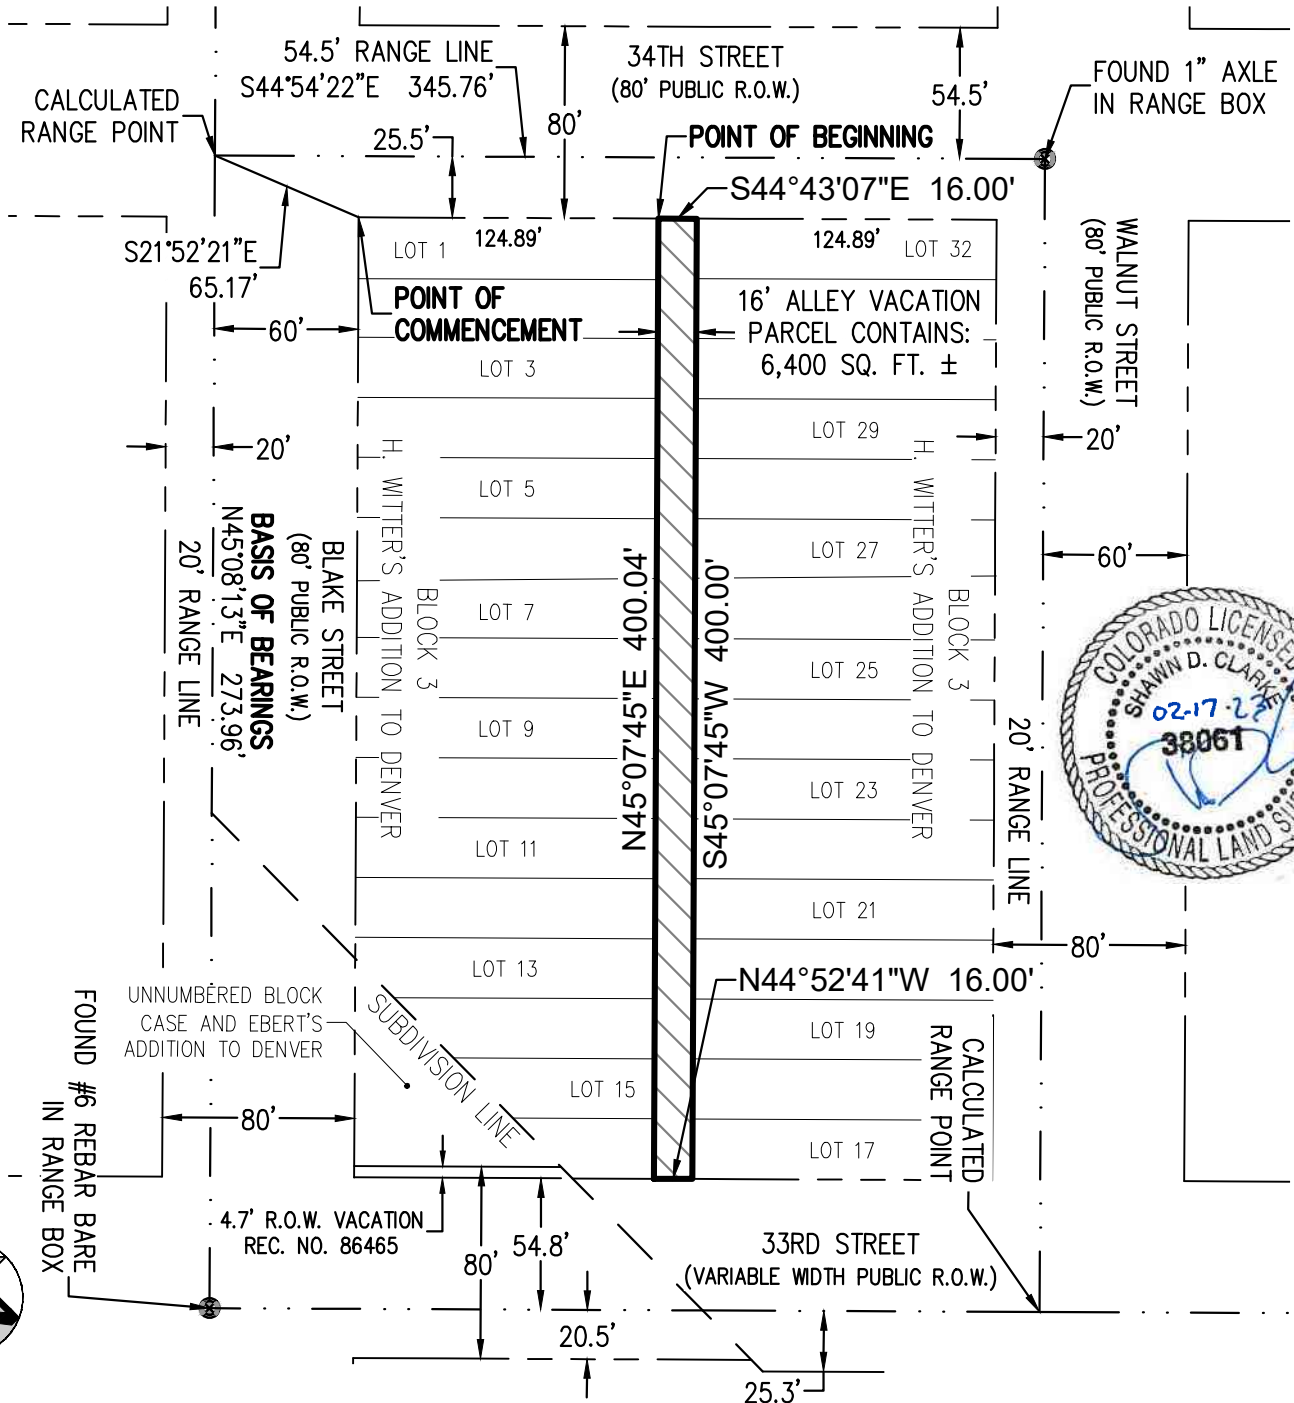 54.5' RANGE LINE
S44°54'22"E 345.76'
34TH STREET
(80' PUBLIC R.O.W.)
54.5'
FOUND 1" AXLE
IN RANGE BOX
CALCULATED
RANGE POINT
25.5'
80'
POINT OF BEGINNING
S44°43'07"E 16.00'
S21°52'21"E
65.17'
LOT 1
124.89'
124.89'
LOT 32
WALNUT STREET
(80' PUBLIC R.O.W.)
POINT OF
COMMENCEMENT
16' ALLEY VACATION
PARCEL CONTAINS:
6,400 SQ. FT. ±
60'
LOT 3
LOT 29
20'
20'
H. WITTER'S ADDITION TO DENVER
BLOCK 3
H. WITTER'S ADDITION TO DENVER
BLOCK 3
LOT 5
LOT 27
60'
BLAKE STREET
(80' PUBLIC R.O.W.)
BASIS OF BEARINGS
N45°08'13"E 273.96'
20' RANGE LINE
N45°07'45"E 400.04'
S45°07'45"W 400.00'
LOT 7
LOT 25
COLORADO LICENSED
SHAWN D. CLARKE
02-17-23
38061
PROFESSIONAL LAND SU
LOT 9
LOT 23
20' RANGE LINE
LOT 11
LOT 21
80'
LOT 13
N44°52'41"W 16.00'
UNNUMBERED BLOCK
CASE AND EBERT'S
ADDITION TO DENVER
SUBDIVISION LINE
LOT 19
CALCULATED
RANGE POINT
FOUND #6 REBAR BARE
IN RANGE BOX
LOT 15
80'
LOT 17
4.7' R.O.W. VACATION
REC. NO. 86465
80'
54.8'
33RD STREET
(VARIABLE WIDTH PUBLIC R.O.W.)
20.5'
25.3'